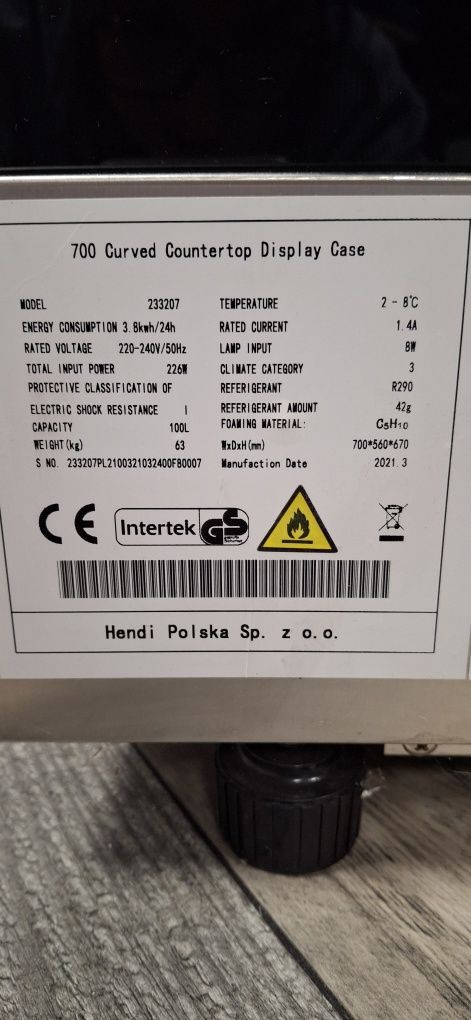 700 Curved Countertop Display Case
MODEL 233207 TEMPERATURE 2 - 8℃
ENERGY CONSUMPTION 3.8kwh/24h RATED CURRENT 1.4A
RATED VOLTAGE 220-240V/50Hz LAMP INPUT 8W
TOTAL INPUT POWER 226W CLIMATE CATEGORY 3
PROTECTIVE CLASSIFICATION OF REFERIGERANT R290
ELECTRIC SHOCK RESISTANCE I REFERIGERANT AMOUNT 42g
CAPACITY 100L FOAMING MATERIAL: C5H10
WEIGHT(kg) 63 WxDxH(mm) 700*560*670
S NO. 233207PL2100321032400F80007 Manufaction Date 2021.3
CE Intertek GS
Hendi Polska Sp. z o.o.